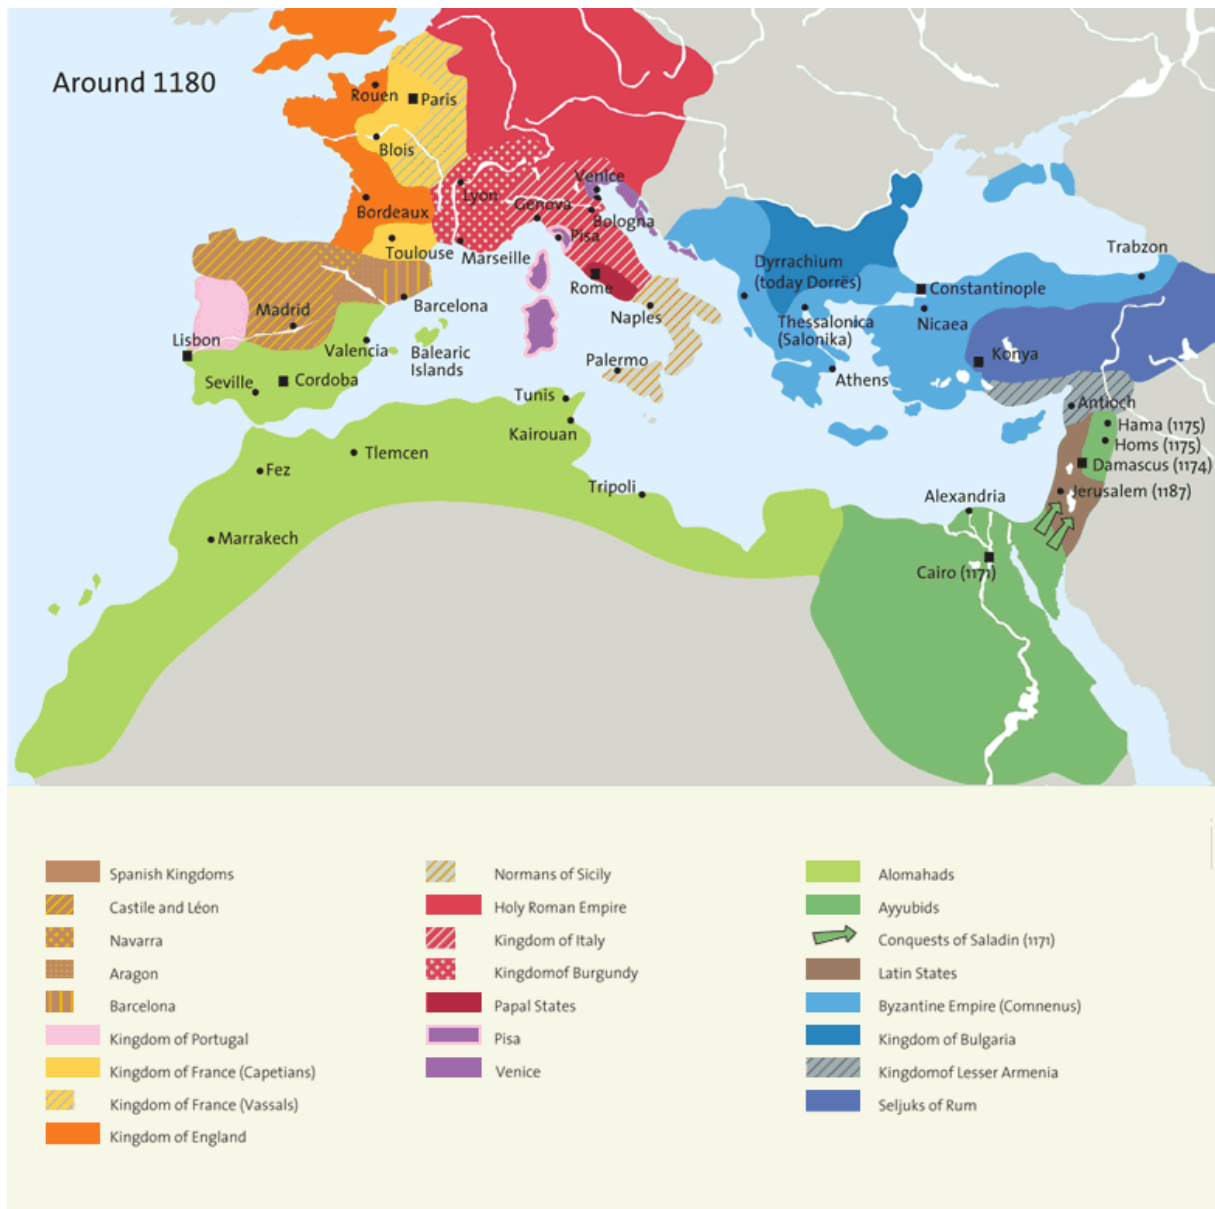 Around 1180
Rouen
Paris
Blois
Lyon
Venice
Genova
Bordeaux
Bologna
Pisa
Toulouse
Marseille
Trabzon
Dyrrachium
(today Dorrës)
Rome
Constantinople
Barcelona
Madrid
Naples
Thessalonica
(Salonika)
Nicaea
Lisbon
Valencia
Balearic
Islands
Palermo
Konya
Seville
Cordoba
Athens
Tunis
Antioch
Kairouan
Hama (1175)
Homs (1175)
Tlemcen
Fez
Damascus (1174)
Tripoli
Alexandria
Jerusalem (1187)
Marrakech
Cairo (1171)
Spanish Kingdoms
Castile and Léon
Navarra
Aragon
Barcelona
Kingdom of Portugal
Kingdom of France (Capetians)
Kingdom of France (Vassals)
Kingdom of England
Normans of Sicily
Holy Roman Empire
Kingdom of Italy
Kingdomof Burgundy
Papal States
Pisa
Venice
Alomahads
Ayyubids
Conquests of Saladin (1171)
Latin States
Byzantine Empire (Comnenus)
Kingdom of Bulgaria
Kingdomof Lesser Armenia
Seljuks of Rum